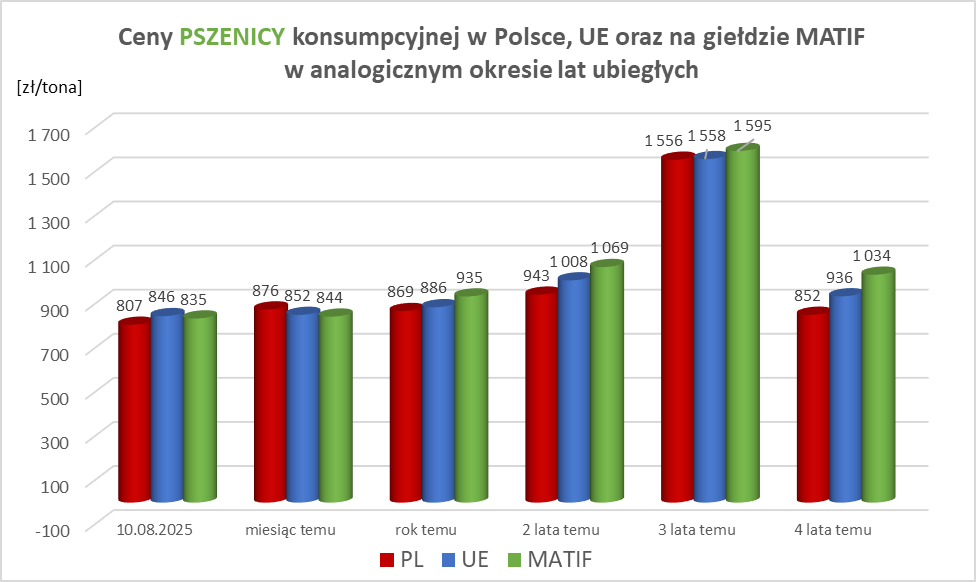 Ceny PSZENICY konsumpcyjnej w Polsce, UE oraz na giełdzie MATIF
w analogicznym okresie lat ubiegłych
[zł/tona]
1 700
1 500
1 300
1 100
900
700
500
300
100
-100
807 846 835
876 852 844
869 886 935
943 1 008 1 069
1 556 1 558 1 595
852 936 1 034
10.08.2025 miesiąc temu rok temu 2 lata temu 3 lata temu 4 lata temu
PL UE MATIF